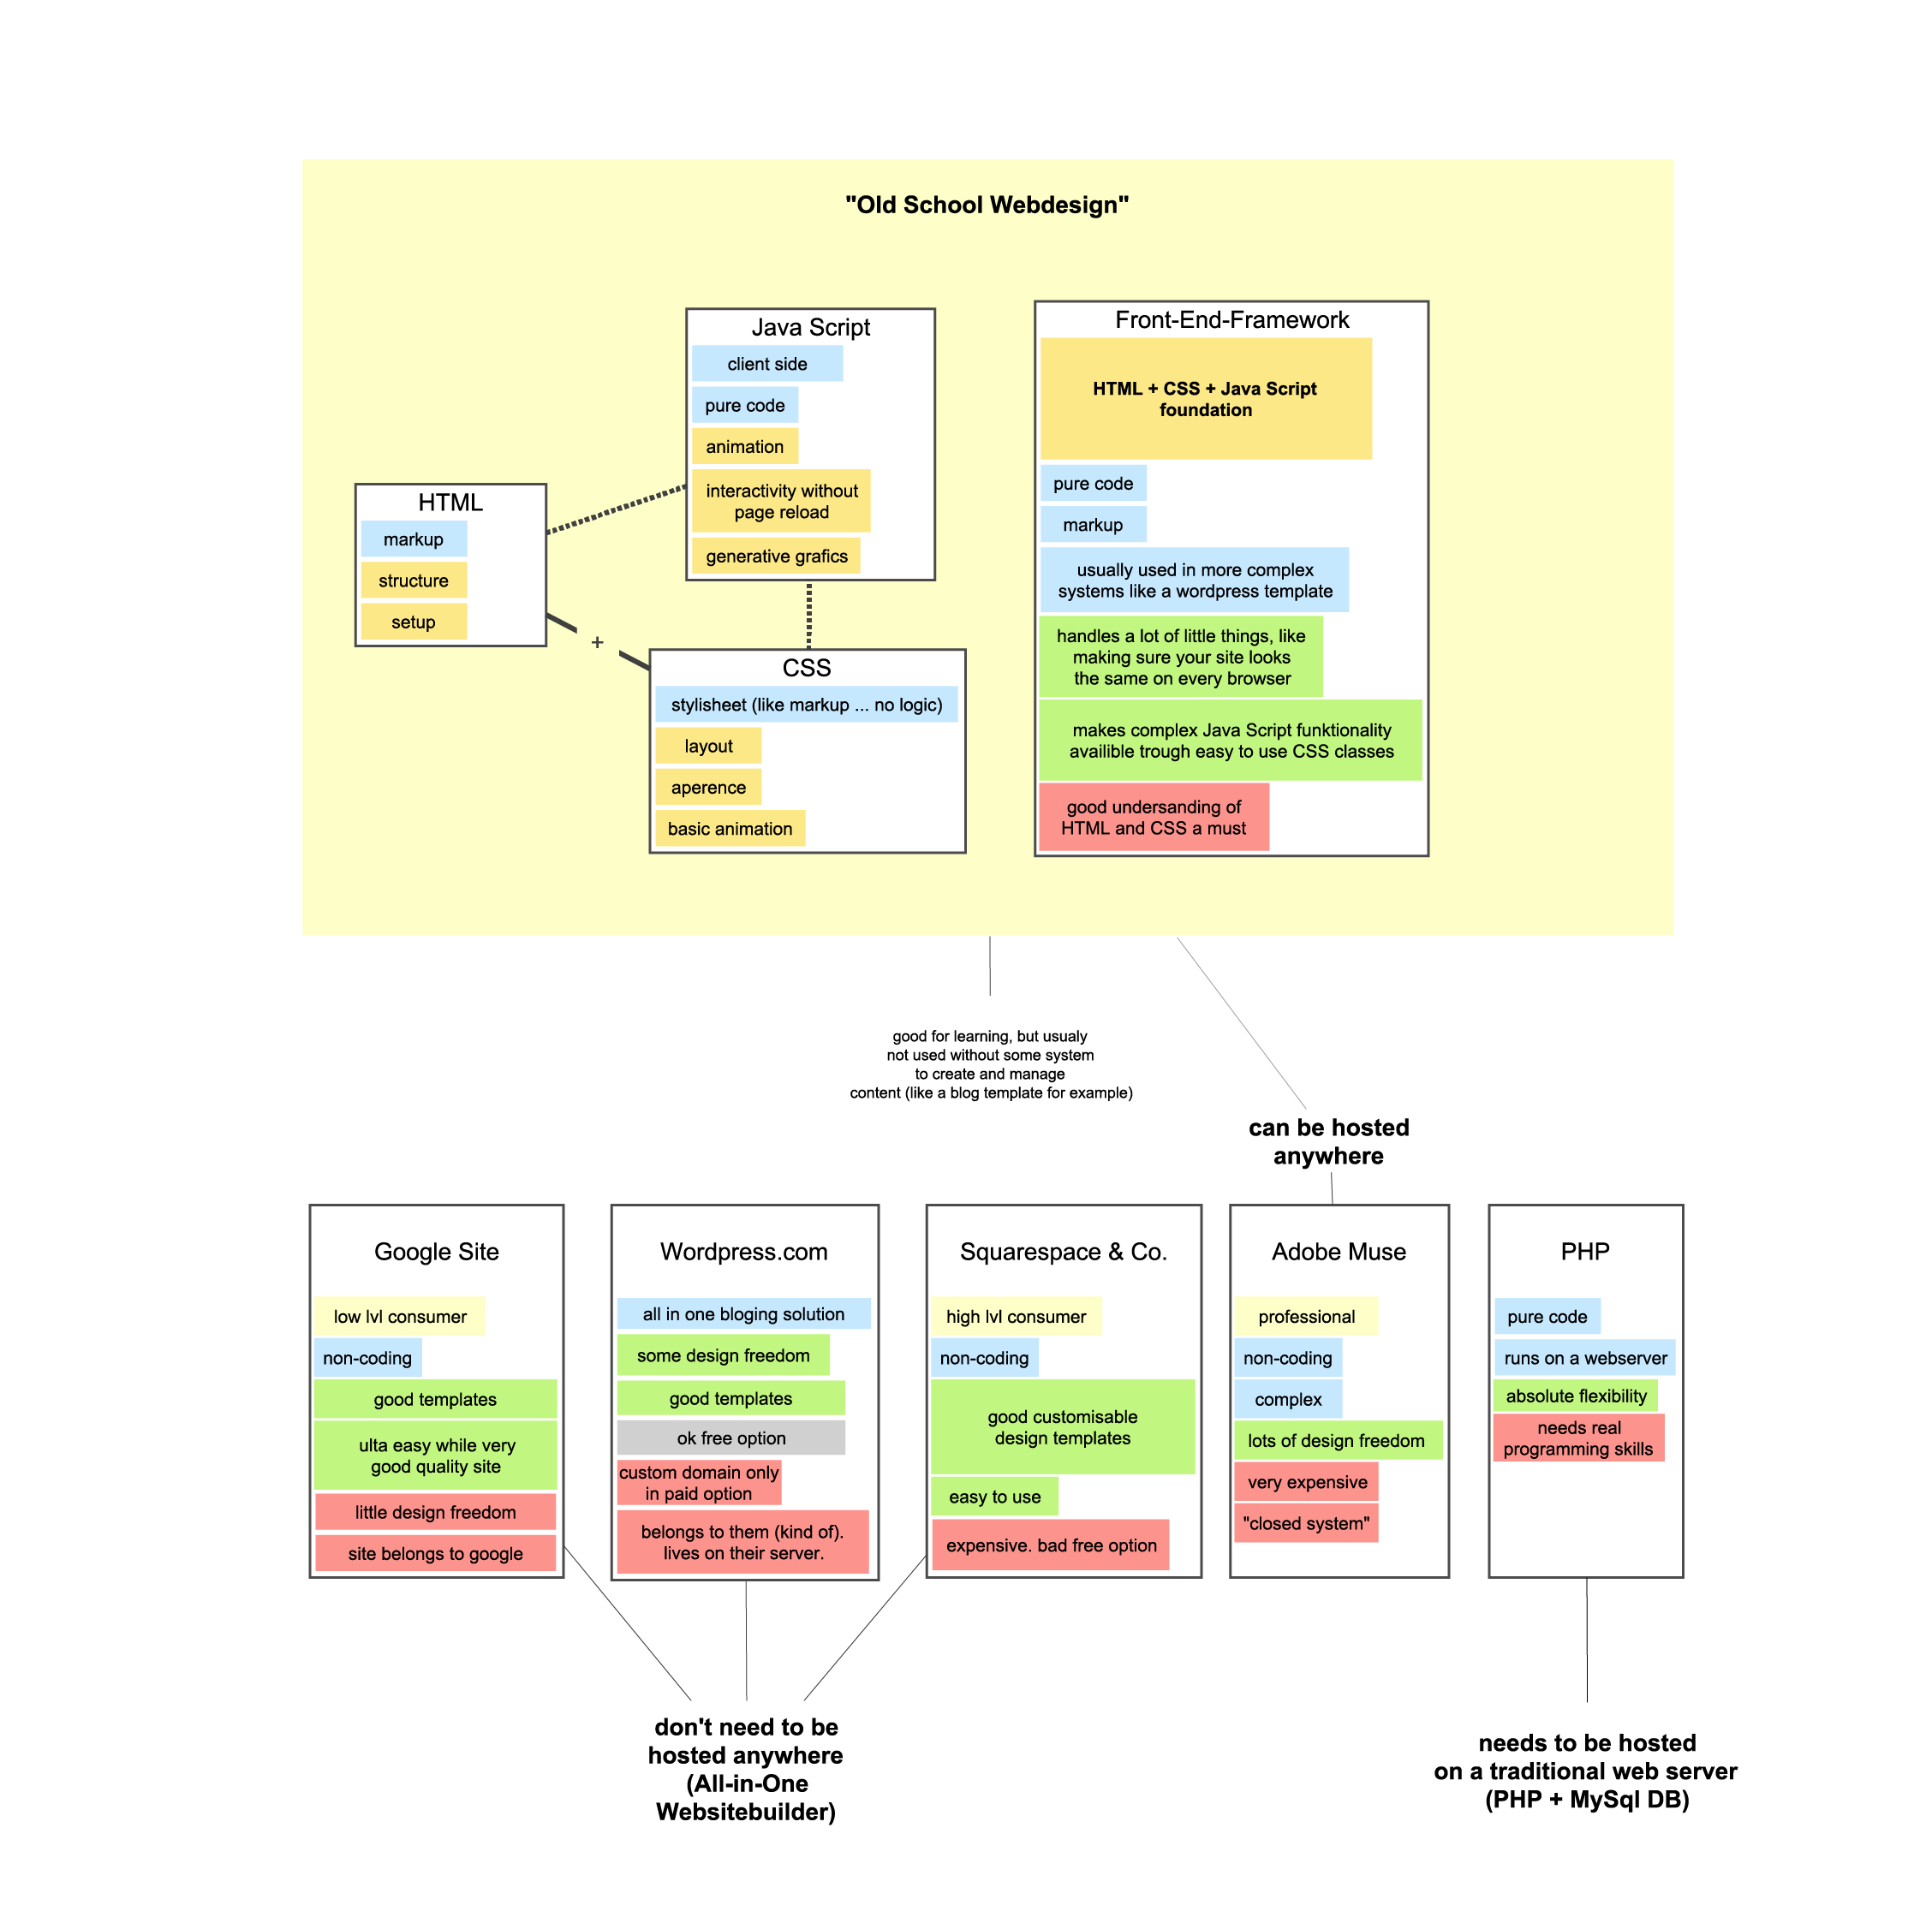 "Old School Webdesign"
Java Script
client side
pure code
animation
interactivity without
page reload
generative grafics
Front-End-Framework
HTML + CSS + Java Script
foundation
pure code
markup
usually used in more complex
systems like a wordpress template
handles a lot of little things, like
making sure your site looks
the same on every browser
makes complex Java Script funktionality
availible trough easy to use CSS classes
good undersanding of
HTML and CSS a must
HTML
markup
structure
setup
+
CSS
stylisheet (like markup ... no logic)
layout
aperence
basic animation
good for learning, but usualy
not used without some system
to create and manage
content (like a blog template for example)
can be hosted
anywhere
Google Site
low lvl consumer
non-coding
good templates
ulta easy while very
good quality site
little design freedom
site belongs to google
Wordpress.com
all in one bloging solution
some design freedom
good templates
ok free option
custom domain only
in paid option
belongs to them (kind of).
lives on their server.
Squarespace & Co.
high lvl consumer
non-coding
good customisable
design templates
easy to use
expensive. bad free option
Adobe Muse
professional
non-coding
complex
lots of design freedom
very expensive
"closed system"
PHP
pure code
runs on a webserver
absolute flexibility
needs real
programming skills
don't need to be
hosted anywhere
(All-in-One
Websitebuilder)
needs to be hosted
on a traditional web server
(PHP + MySql DB)